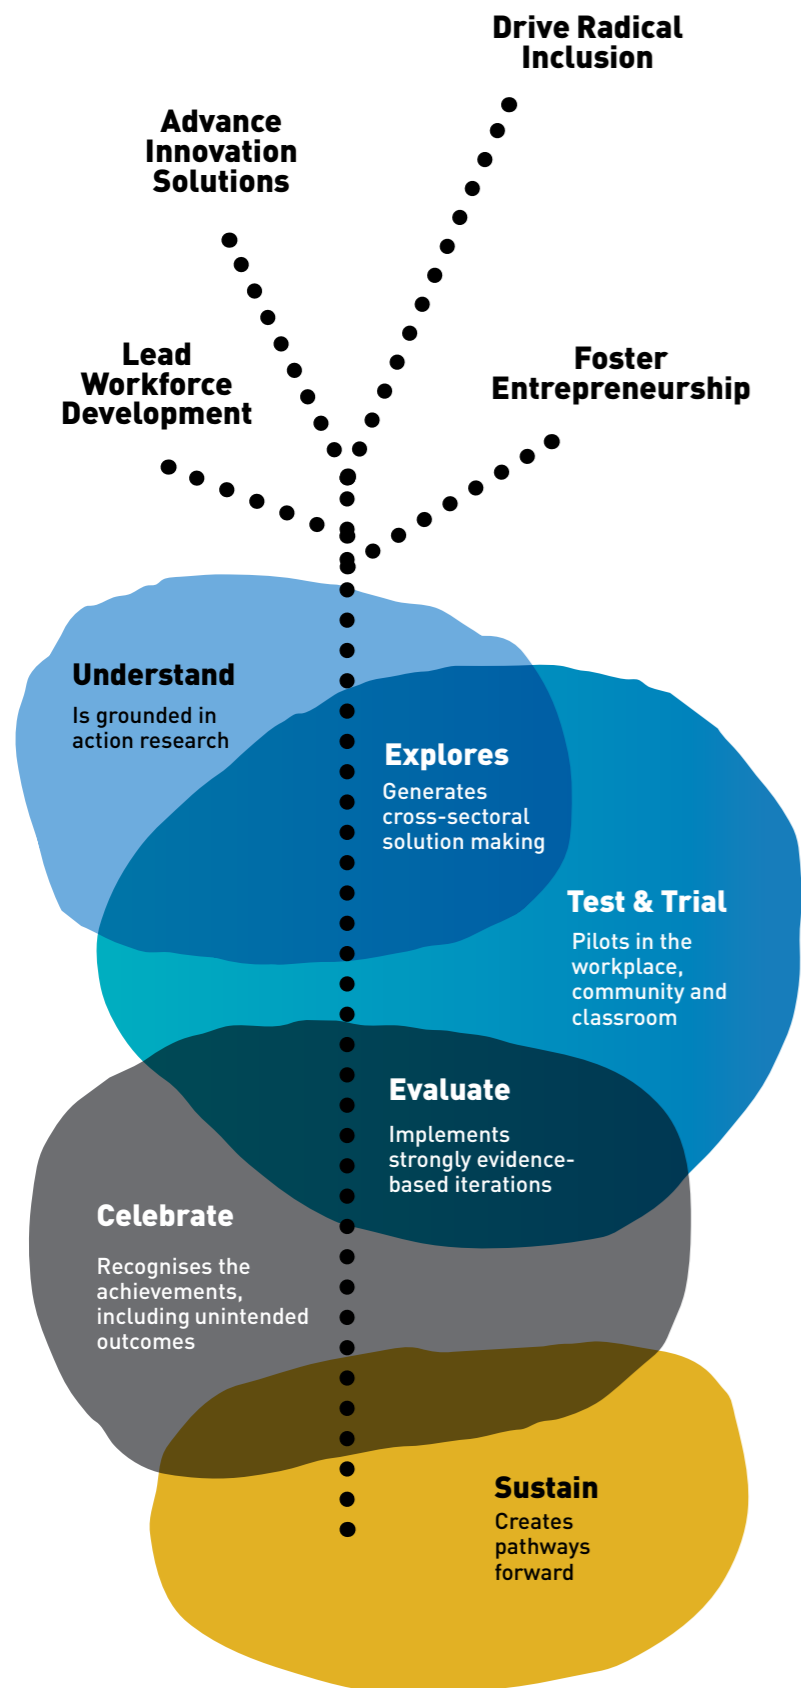 Drive Radical
Inclusion
Advance
Innovation
Solutions
Lead
Workforce
Development
Foster
Entrepreneurship
Understand
Is grounded in
action research
Explores
Generates
cross-sectoral
solution making
Test & Trial
Pilots in the
workplace,
community and
classroom
Evaluate
Implements
strongly evidence-
based iterations
Celebrate
Recognises the
achievements,
including unintended
outcomes
Sustain
Creates
pathways
forward